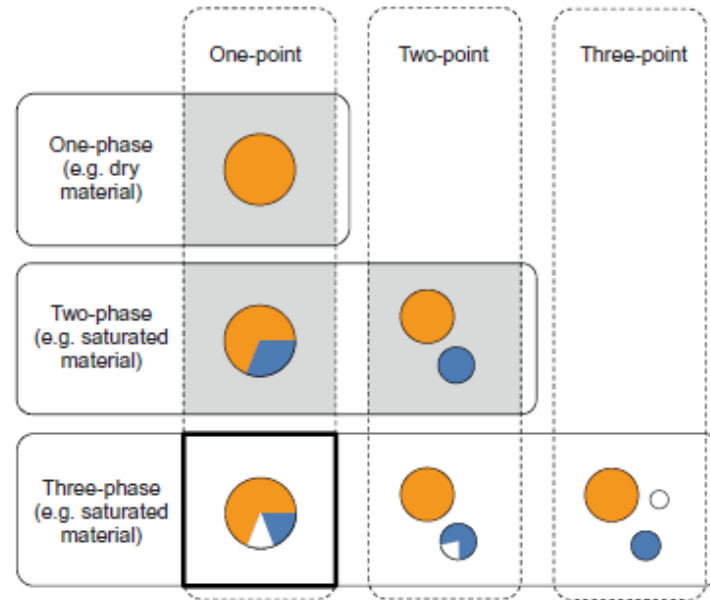 One-point
Two-point
Three-point
One-phase
(e.g. dry
material)
Two-phase
(e.g. saturated
material)
Three-phase
(e.g. saturated
material)